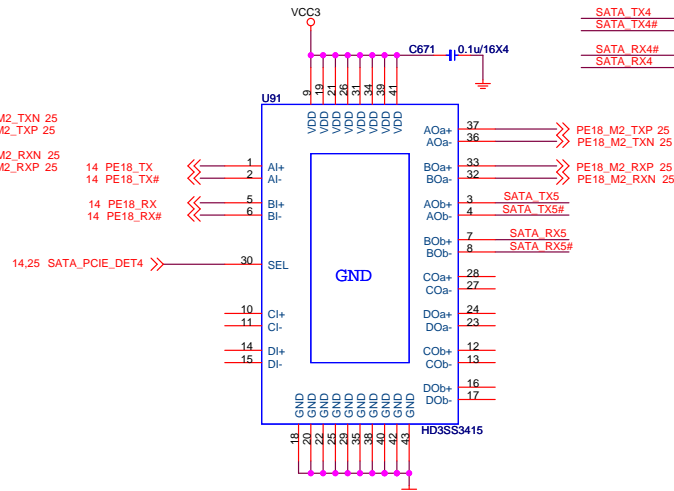 VCC3
SATA_TX4
SATA_TX4#
SATA_RX4#
SATA_RX4
C671 0.1u/16X4
U91
9 19 21 26 31 34 39 41
VDD VDD VDD VDD VDD VDD VDD VDD
M2_TXN 25
M2_TXP 25
M2_RXN 25
M2_RXP 25
14 PE18_TX 1 AI+
14 PE18_TX# 2 AI-
14 PE18_RX 5 BI+
14 PE18_RX# 6 BI-
14,25 SATA_PCIE_DET4 30 SEL
10 CI+
11 CI-
14 DI+
15 DI-
GND
AOa+ 37 PE18_M2_TXP 25
AOa- 36 PE18_M2_TXN 25
BOa+ 33 PE18_M2_RXP 25
BOa- 32 PE18_M2_RXN 25
AOb+ 3 SATA_TX5
AOb- 4 SATA_TX5#
BOb+ 7 SATA_RX5
BOb- 8 SATA_RX5#
COa+ 28
COa- 27
DOa+ 24
DOa- 23
COb+ 12
COb- 13
DOb+ 16
DOb- 17
GND GND GND GND GND GND GND GND GND GND
HD3SS3415
18 20 22 25 29 35 38 40 42 43